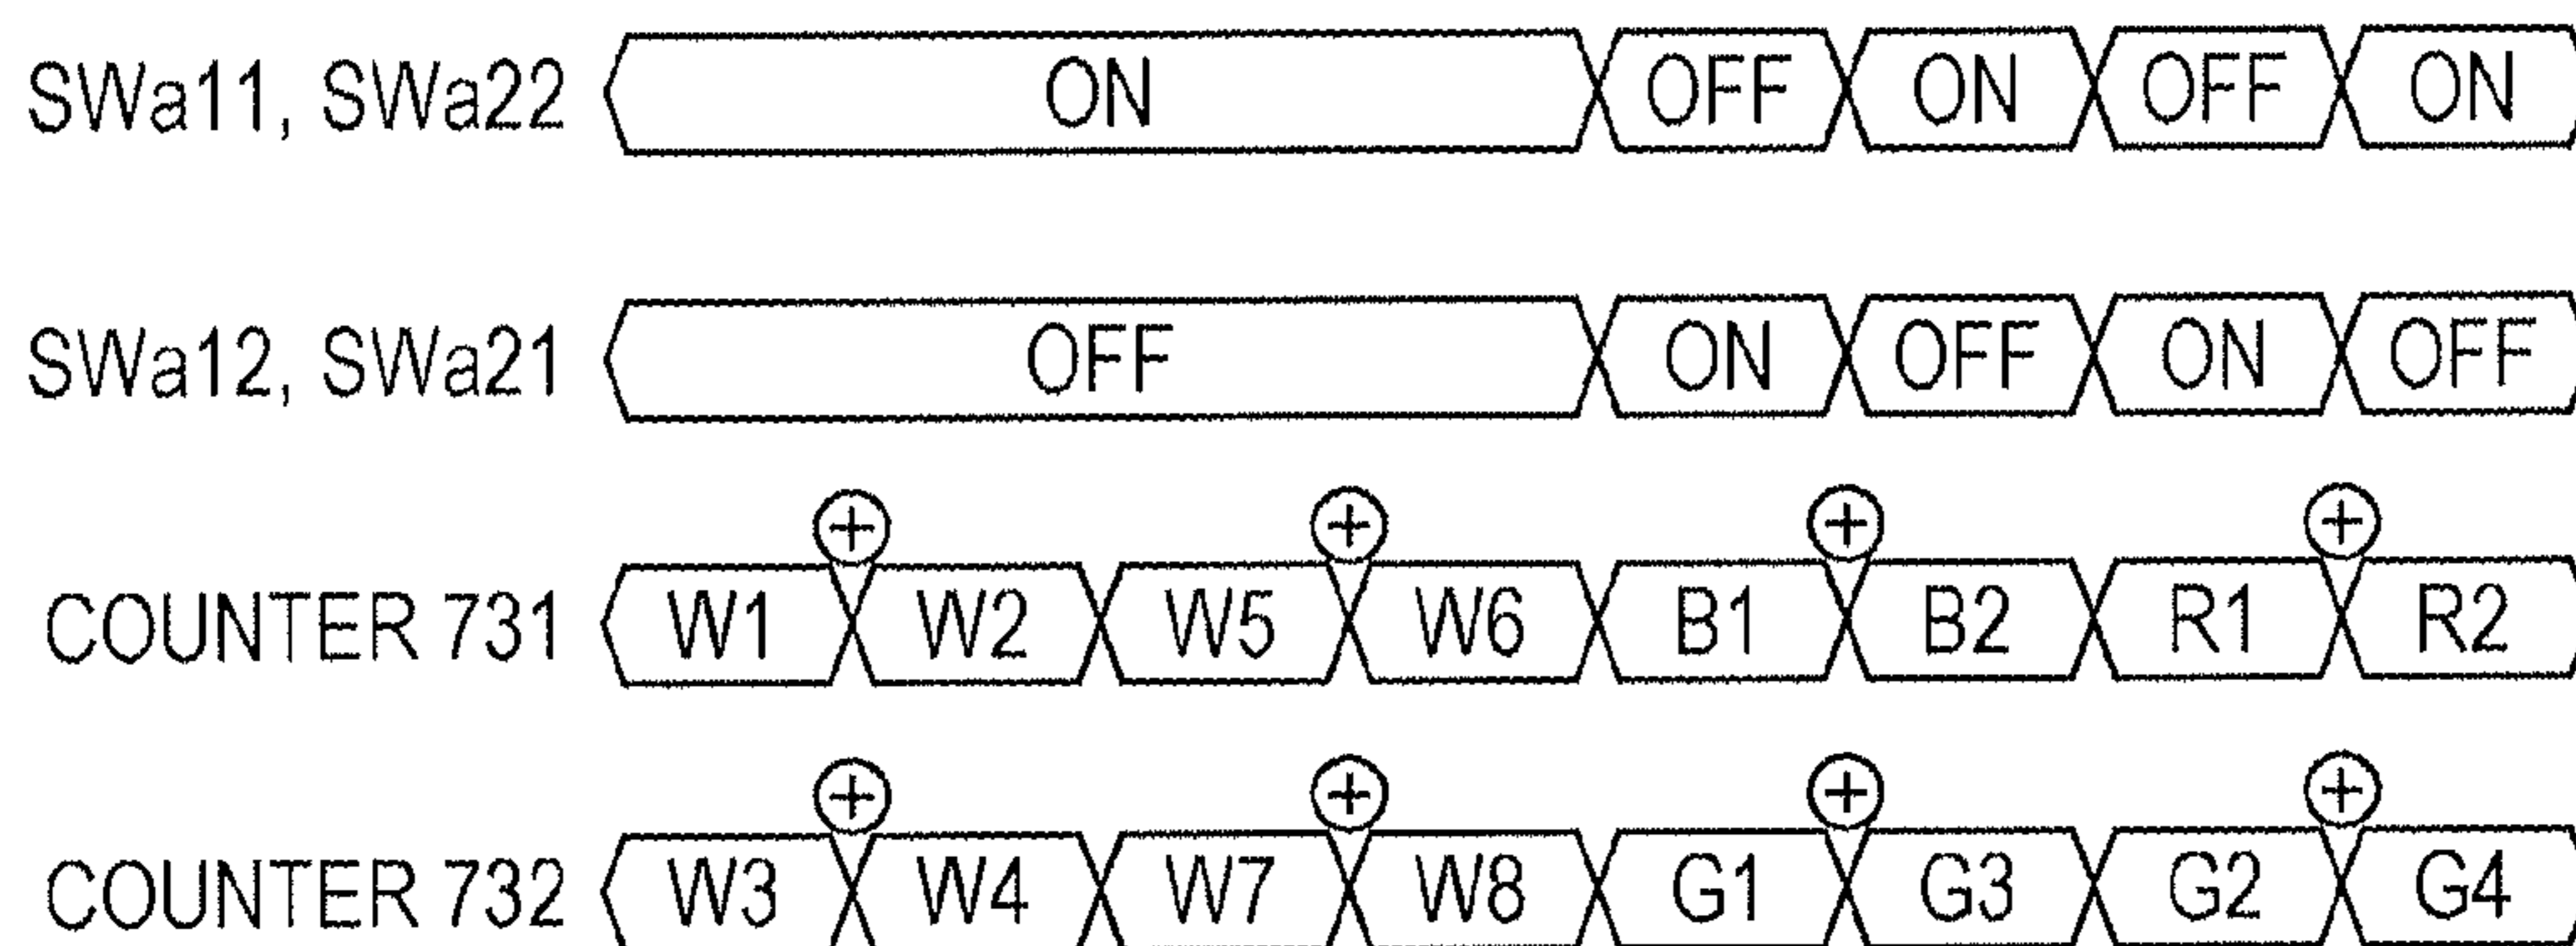 SWa11, SWa22 ON OFF ON OFF ON
SWa12, SWa21 OFF ON OFF ON OFF
+ + + +
COUNTER 731 W1 W2 W5 W6 B1 B2 R1 R2
+ + + +
COUNTER 732 W3 W4 W7 W8 G1 G3 G2 G4